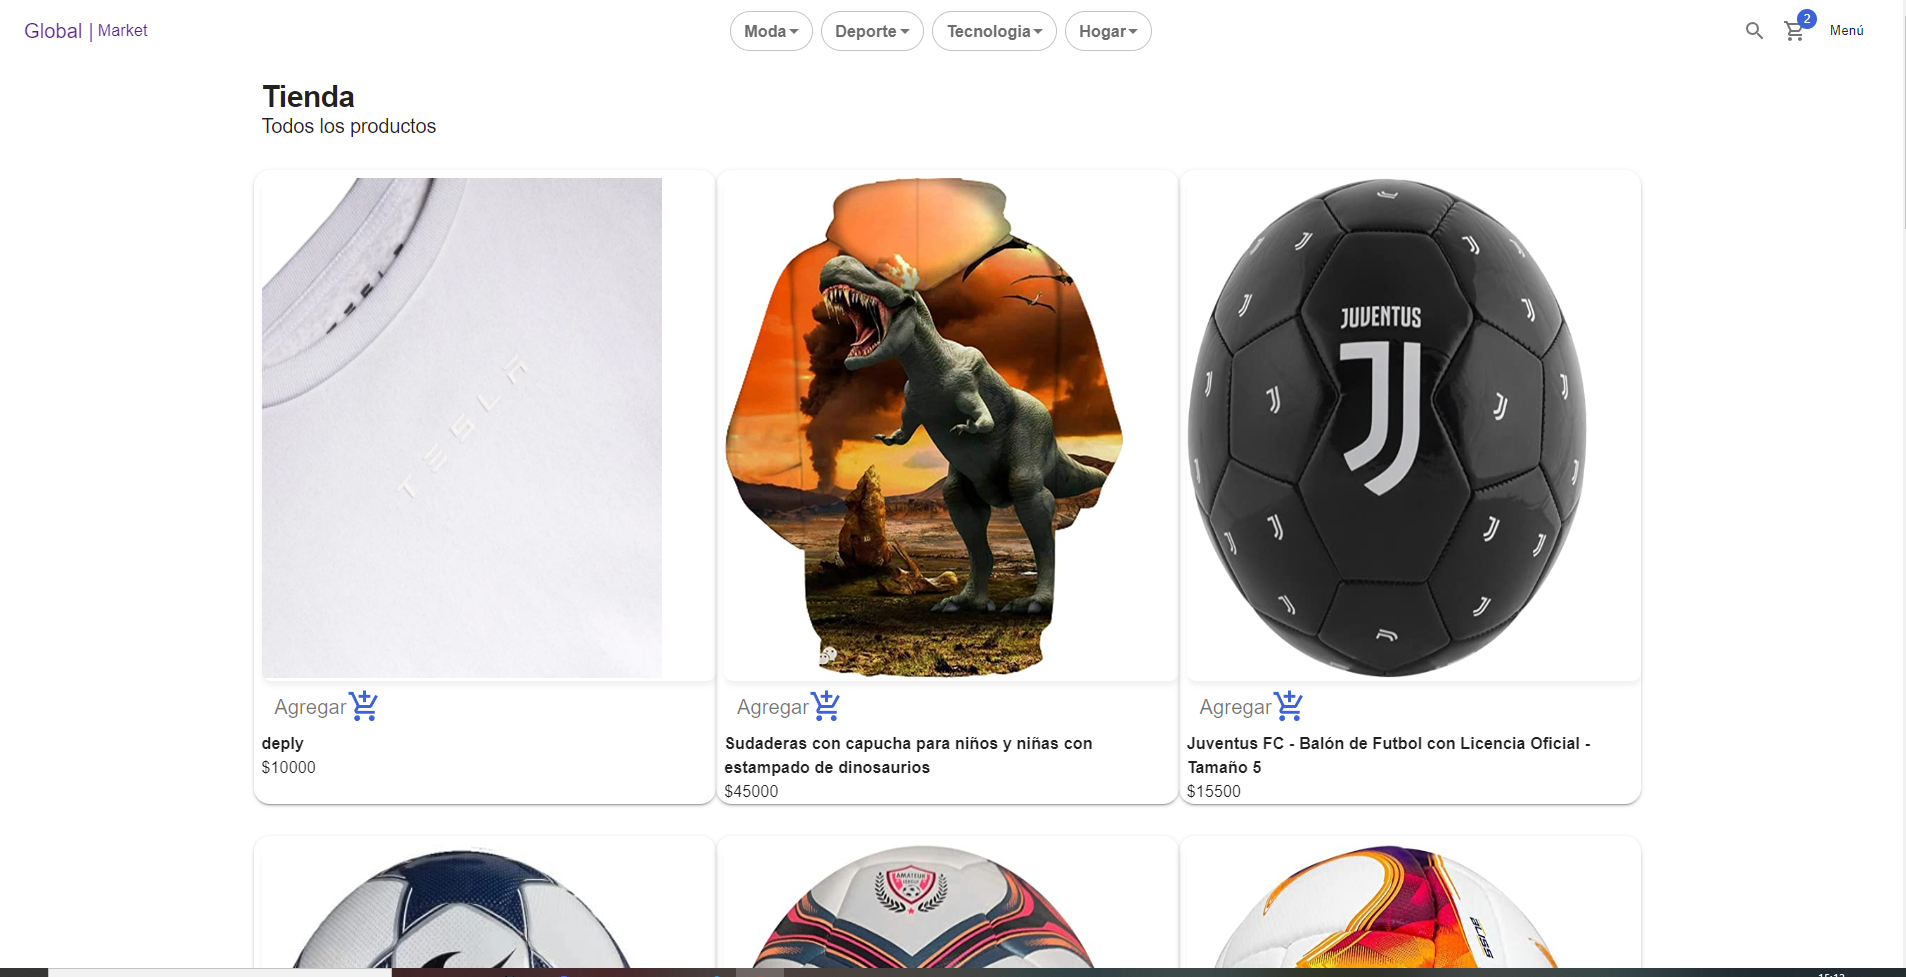 Global | Market
Moda
Deporte
Tecnologia
Hogar
2
Menú
Tienda
Todos los productos
TESLE
JUVENTUS
Agregar
Agregar
Agregar
deply
$10000
Sudaderas con capucha para niños y niñas con
estampado de dinosaurios
$45000
Juventus FC - Balón de Futbol con Licencia Oficial -
Tamaño 5
$15500
AMATEUR